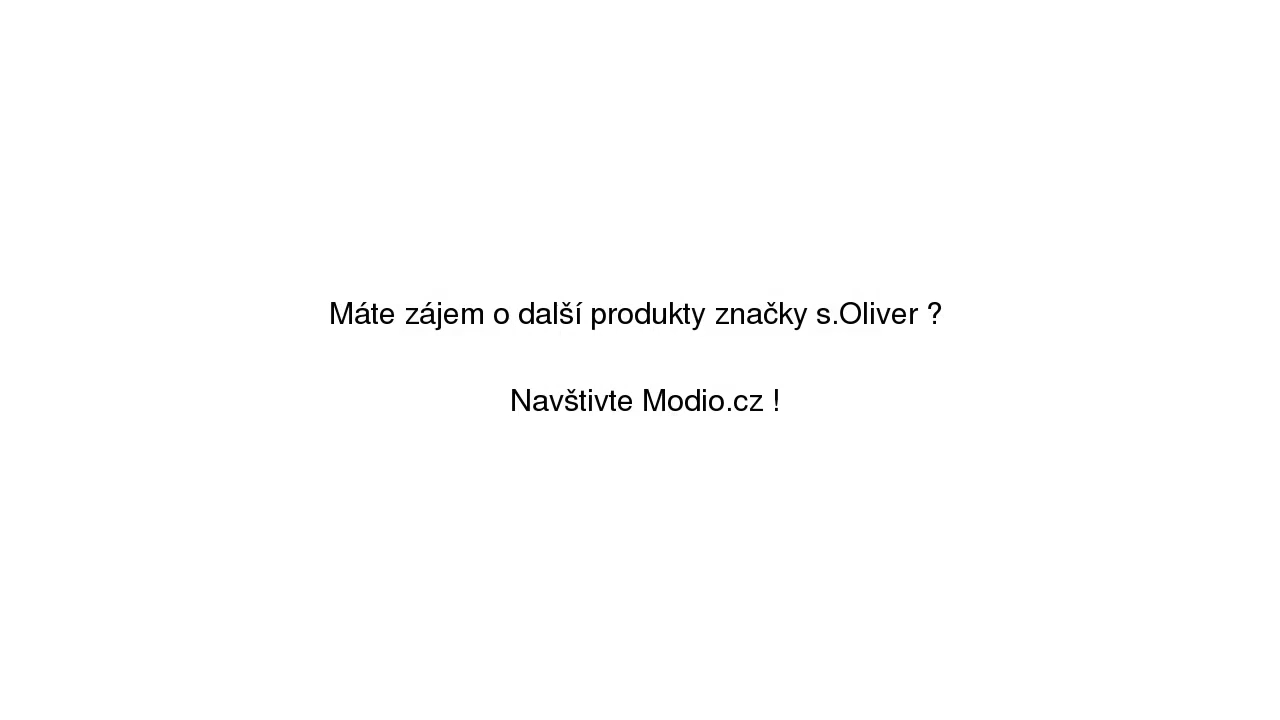 Máte zájem o další produkty značky s.Oliver ?
Navštivte Modio.cz !